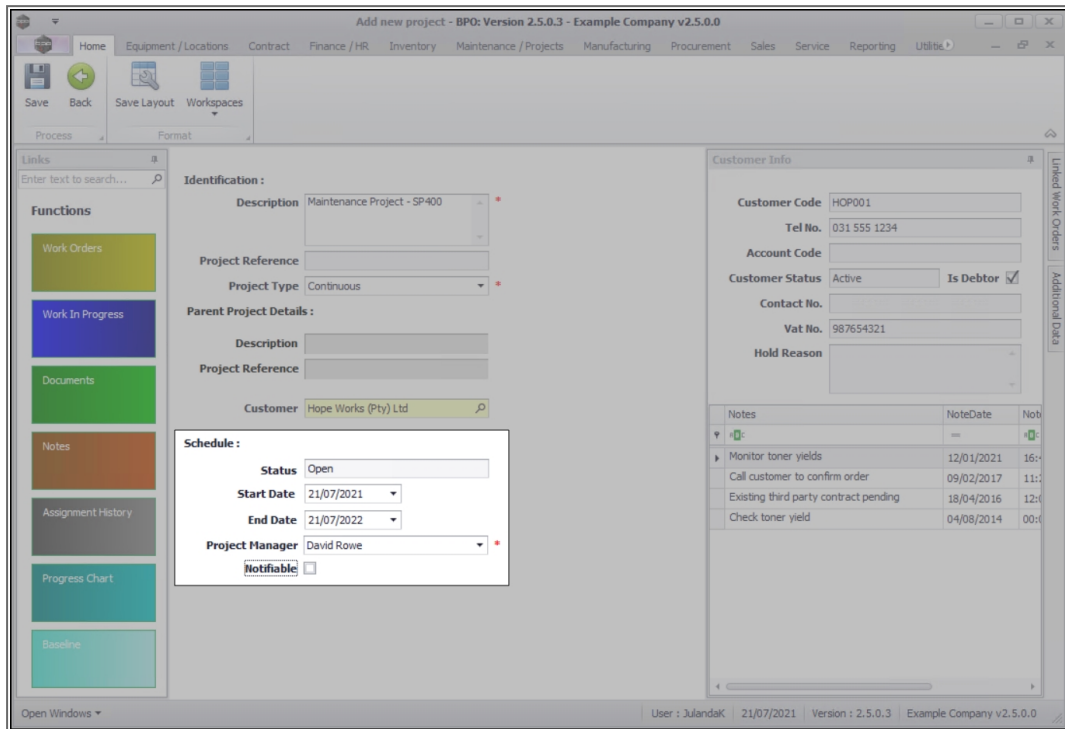 Add new project - BPO: Version 2.5.0.3 - Example Company v2.5.0.0
Home Equipment / Locations Contract Finance / HR Inventory Maintenance / Projects Manufacturing Procurement Sales Service Reporting Utilitie
Save Back Save Layout Workspaces
Process Format
Links
Enter text to search...
Functions
Work Orders
Work In Progress
Documents
Notes
Assignment History
Progress Chart
Baseline
Identification :
Description Maintenance Project - SP400 *
Project Reference
Project Type Continuous *
Parent Project Details :
Description
Project Reference
Customer Hope Works (Pty) Ltd
Schedule :
Status Open
Start Date 21/07/2021
End Date 21/07/2022
Project Manager David Rowe *
Notifiable
Customer Info
Customer Code HOP001
Tel No. 031 555 1234
Account Code
Customer Status Active Is Debtor
Contact No.
Vat No. 987654321
Hold Reason
Notes NoteDate Not
Monitor toner yields 12/01/2021 16:
Call customer to confirm order 09/02/2017 11:
Existing third party contract pending 18/04/2016 12:
Check toner yield 04/08/2014 00:
Linked Work Orders
Additional Data
Open Windows
User : JulandaK 21/07/2021 Version : 2.5.0.3 Example Company v2.5.0.0